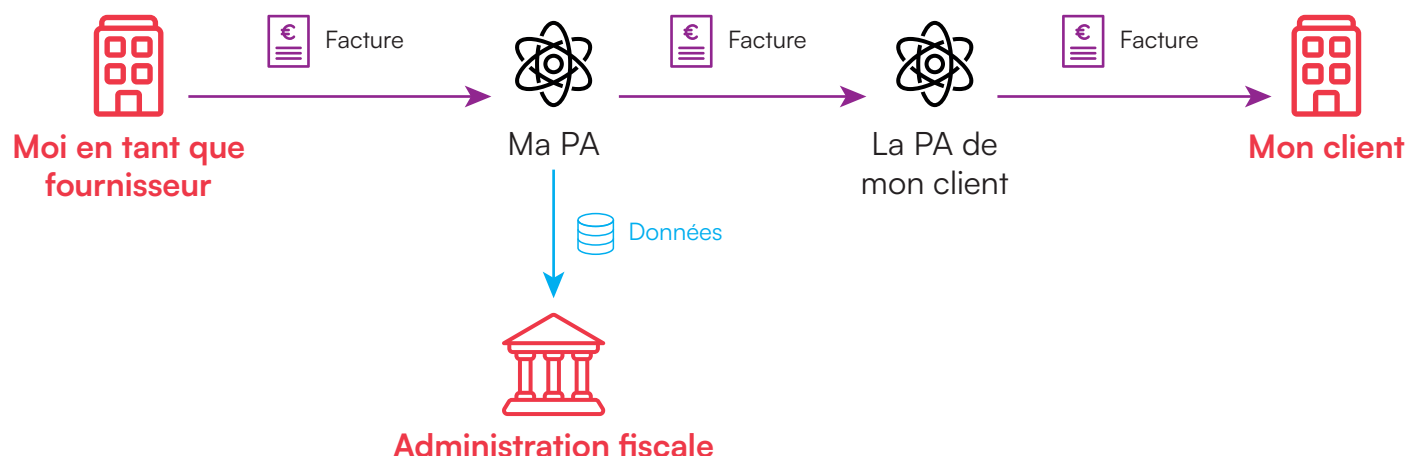 € Facture
€ Facture
€ Facture
Moi en tant que
fournisseur
Ma PA
La PA de
mon client
Mon client
Données
Administration fiscale